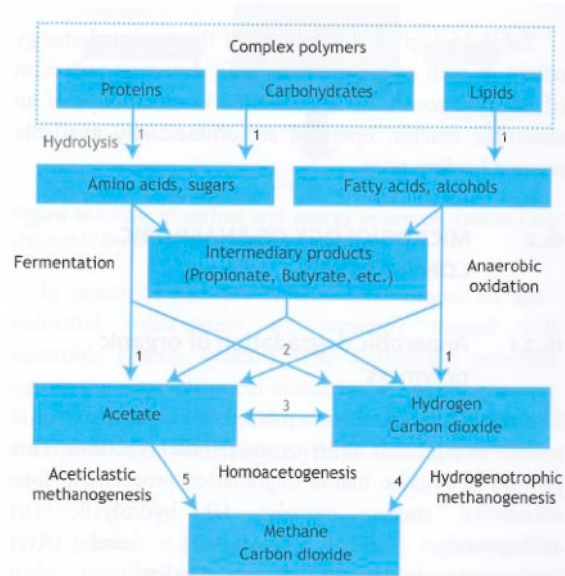 Complex polymers
Proteins
Carbohydrates
Lipids
Hydrolysis
1
1
1
Amino acids, sugars
Fatty acids, alcohols
Fermentation
Intermediary products
(Propionate, Butyrate, etc.)
Anaerobic
oxidation
1
2
1
Acetate
3
Hydrogen
Carbon dioxide
Aceticlastic
methanogenesis
5
Homoacetogenesis
4
Hydrogenotrophic
methanogenesis
Methane
Carbon dioxide